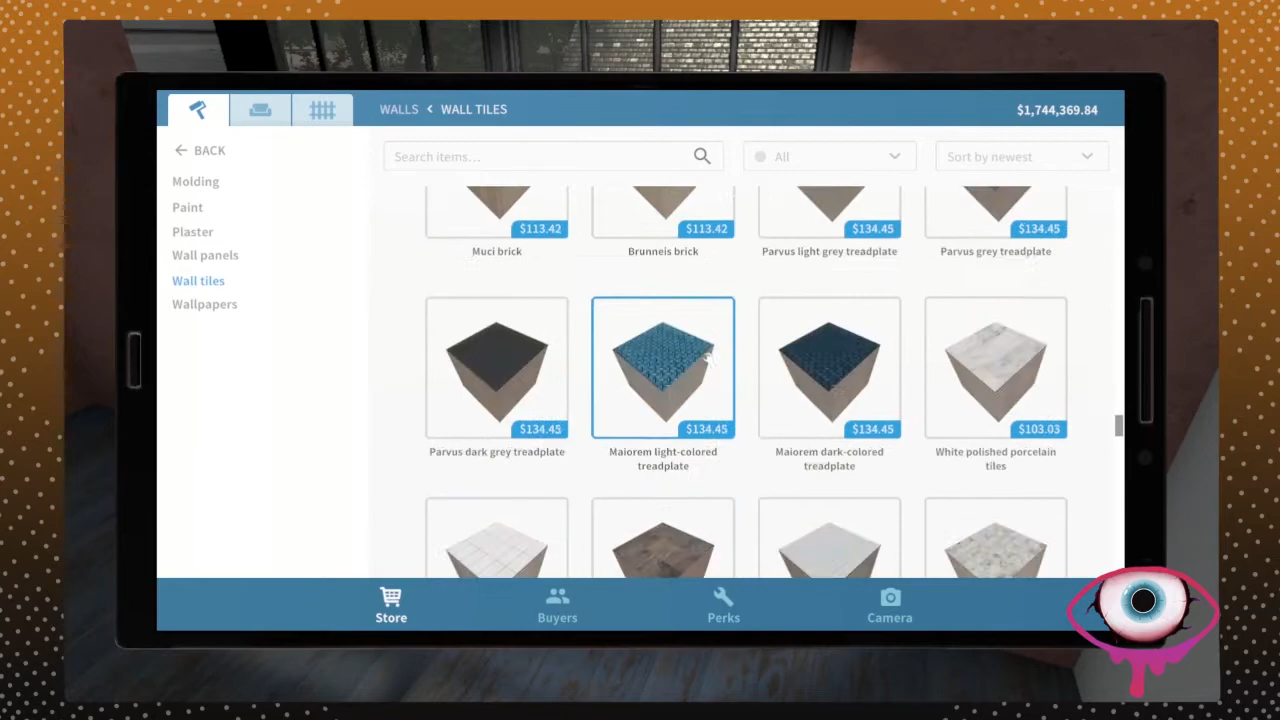 WALLS < WALL TILES
$1,744,369.84
BACK
Search items...
All
Sort by newest
Molding
Paint
Plaster
Wall panels
Wall tiles
Wallpapers
$113.42
$113.42
$134.45
$134.45
Muci brick
Brunneis brick
Parvus light grey treadplate
Parvus grey treadplate
$134.45
$134.45
$134.45
$103.03
Parvus dark grey treadplate
Maiorem light-colored
treadplate
Maiorem dark-colored
treadplate
White polished porcelain
tiles
Store
Buyers
Perks
Camera